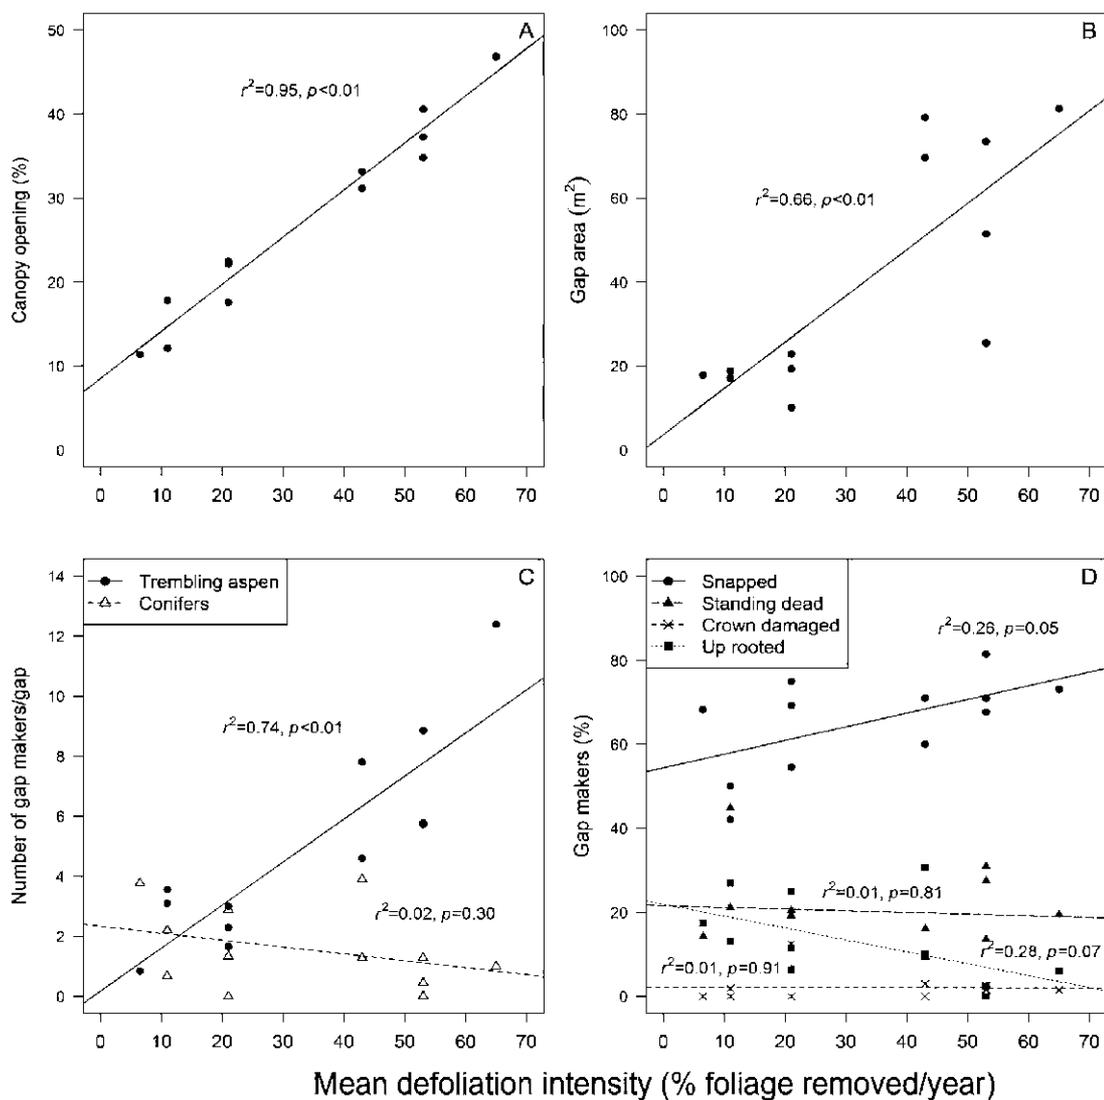 A
50
40
30
20
10
0
Canopy opening (%)
r²=0.95, p<0.01
0 10 20 30 40 50 60 70
B
100
80
60
40
20
0
Gap area (m²)
r²=0.66, p<0.01
0 10 20 30 40 50 60 70
C
Trembling aspen
Conifers
14
12
10
8
6
4
2
0
Number of gap makers/gap
r²=0.74, p<0.01
r²=0.02, p=0.30
0 10 20 30 40 50 60 70
D
Snapped
Standing dead
Crown damaged
Up rooted
100
80
60
40
20
0
Gap makers (%)
r²=0.26, p=0.05
r²=0.01, p=0.81
r²=0.28, p=0.07
r²=0.01, p=0.91
0 10 20 30 40 50 60 70
Mean defoliation intensity (% foliage removed/year)